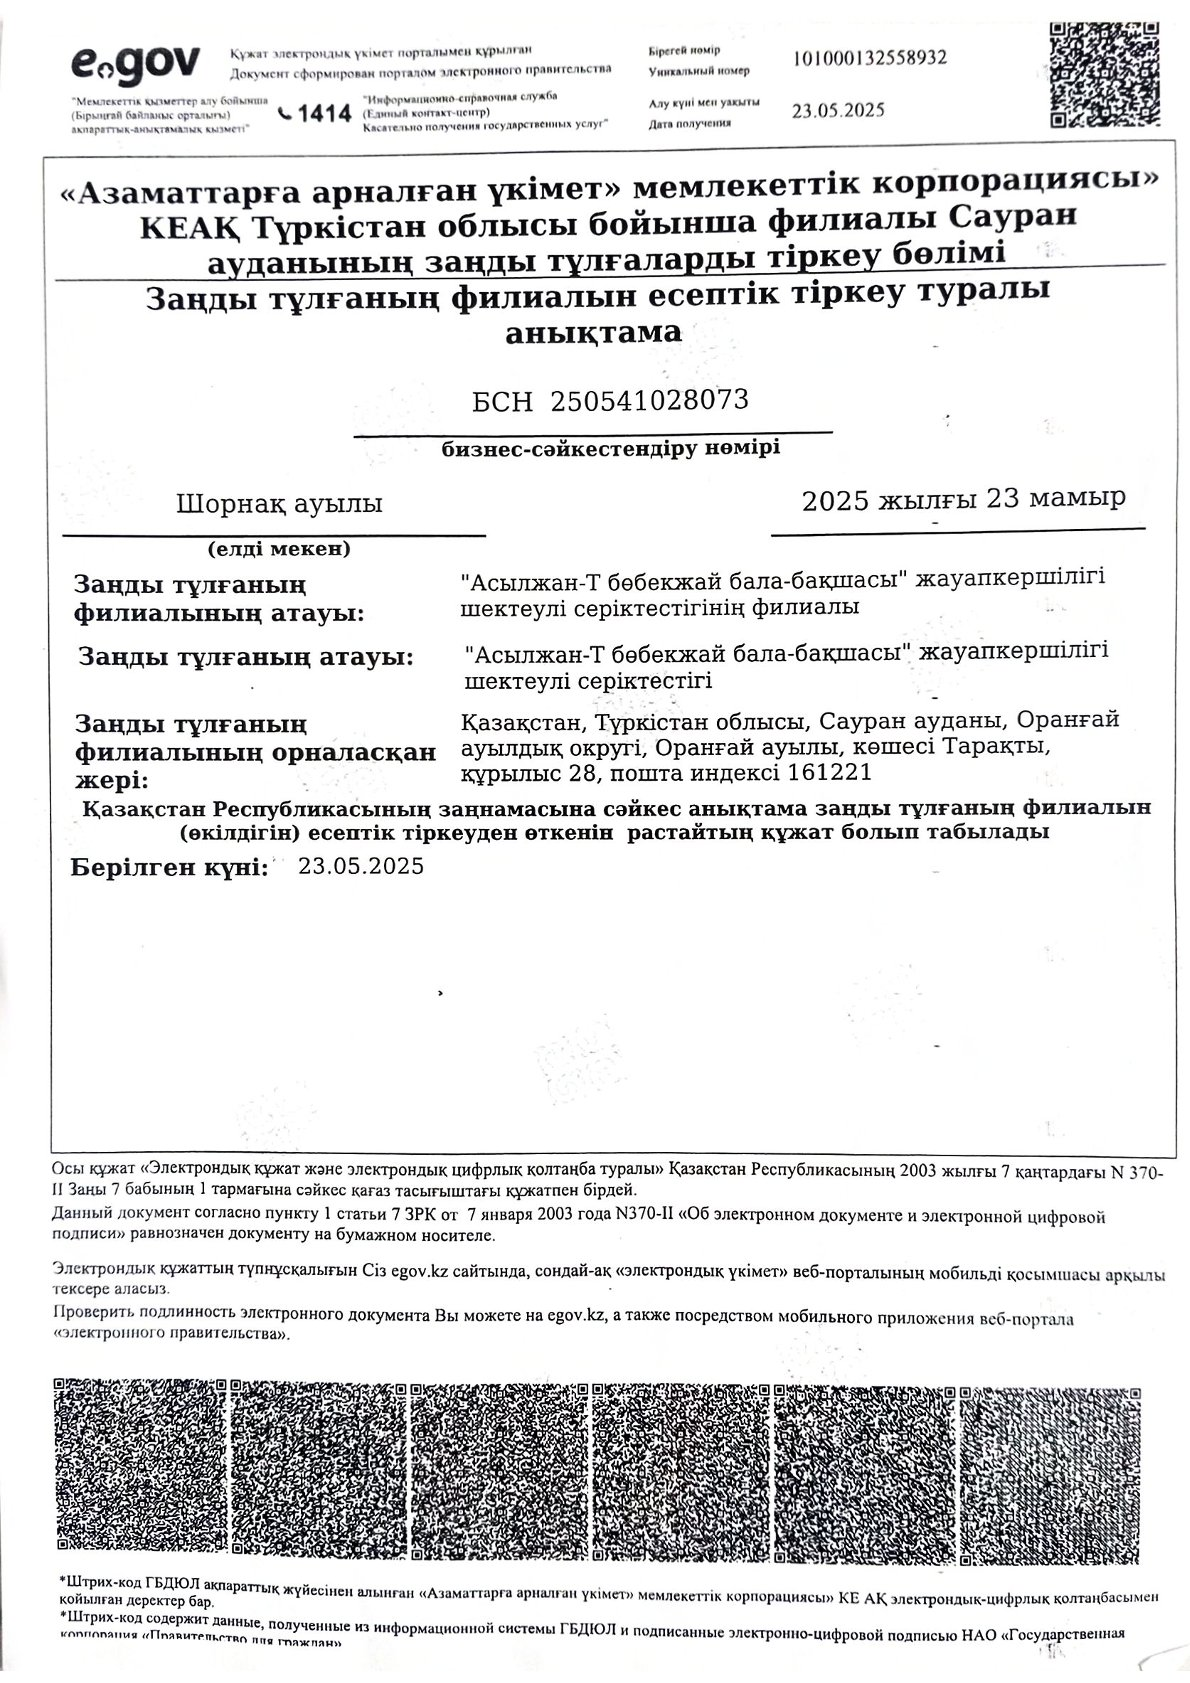 egov
Құжат электрондық үкімет порталымен құрылған
Документ сформирован порталом электронного правительства
Бірегей нөмір
Уникальный номер
101000132558932
"Мемлекеттік қызметтер алу бойынша
(Бірыңғай байланыс орталығы)
ақпараттық-анықтамалық қызметі"
1414
"Информационно-справочная служба
(Единый контакт-центр)
Касательно получения государственных услуг"
Алу күні мен уақыты
Дата получения
23.05.2025
«Азаматтарға арналған үкімет» мемлекеттік корпорациясы»
КЕАҚ Түркістан облысы бойынша филиалы Сауран
ауданының заңды тұлғаларды тіркеу бөлімі
Заңды тұлғаның филиалын есептік тіркеу туралы
анықтама
БСН 250541028073
бизнес-сәйкестендіру нөмірі
Шорнақ ауылы
2025 жылғы 23 мамыр
(елді мекен)
Заңды тұлғаның филиалының атауы:
"Асылжан-Т бөбекжай бала-бақшасы" жауапкершілігі
шектеулі серіктестігінің филиалы
Заңды тұлғаның атауы:
"Асылжан-Т бөбекжай бала-бақшасы" жауапкершілігі
шектеулі серіктестігі
Заңды тұлғаның
филиалының орналасқан
жері:
Қазақстан, Түркістан облысы, Сауран ауданы, Оранғай
ауылдық округі, Оранғай ауылы, көшесі Тарақты,
құрылыс 28, пошта индексі 161221
Қазақстан Республикасының заңнамасына сәйкес анықтама заңды тұлғаның филиалын
(өкілдігін) есептік тіркеуден өткенін растайтың құжат болып табылады
Берілген күні: 23.05.2025
Осы құжат «Электрондық құжат және электрондық цифрлық қолтаңба туралы» Қазақстан Республикасының 2003 жылғы 7 қаңтардағы N 370-
II Заңы 7 бабының 1 тармағына сәйкес қағаз тасығыштағы құжатпен бірдей.
Данный документ согласно пункту 1 статьи 7 ЗРК от 7 января 2003 года N370-II «Об электронном документе и электронной цифровой
подписи» равнозначен документу на бумажном носителе.
Электрондық құжаттың түпнұсқалығын Сіз egov.kz сайтында, сондай-ақ «электрондық үкімет» веб-порталының мобильді қосымшасы арқылы
тексере аласыз.
Проверить подлинность электронного документа Вы можете на egov.kz, а также посредством мобильного приложения веб-портала
«электронного правительства».
*Штрих-код ГБДЮЛ ақпараттық жүйесінен алынған «Азаматтарға арналған үкімет» мемлекеттік корпорациясы» КЕ АҚ электрондық-цифрлық қолтаңбасымен
қойылған деректер бар.
*Штрих-код содержит данные, полученные из информационной системы ГБДЮЛ и подписанные электронно-цифровой подписью НАО «Государственная
корпорация «Правительство для граждан»